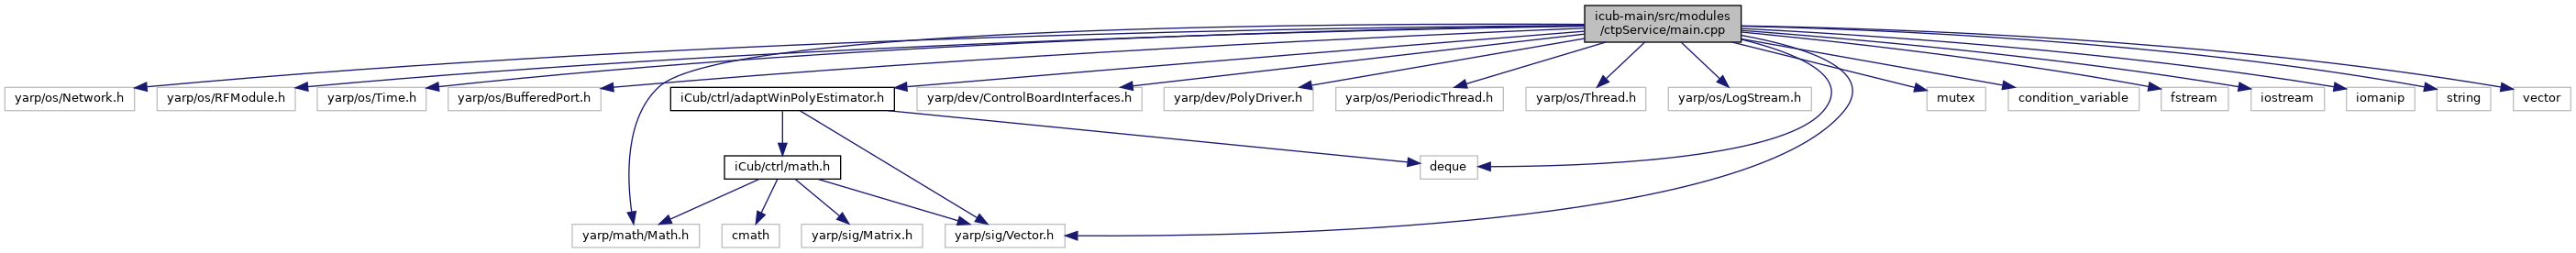 icub-main/src/modules
/ctpService/main.cpp
yarp/os/Network.h
yarp/os/RFModule.h
yarp/os/Time.h
yarp/os/BufferedPort.h
iCub/ctrl/adaptWinPolyEstimator.h
yarp/dev/ControlBoardInterfaces.h
yarp/dev/PolyDriver.h
yarp/os/PeriodicThread.h
yarp/os/Thread.h
yarp/os/LogStream.h
mutex
condition_variable
fstream
iostream
iomanip
string
vector
iCub/ctrl/math.h
deque
yarp/math/Math.h
cmath
yarp/sig/Matrix.h
yarp/sig/Vector.h